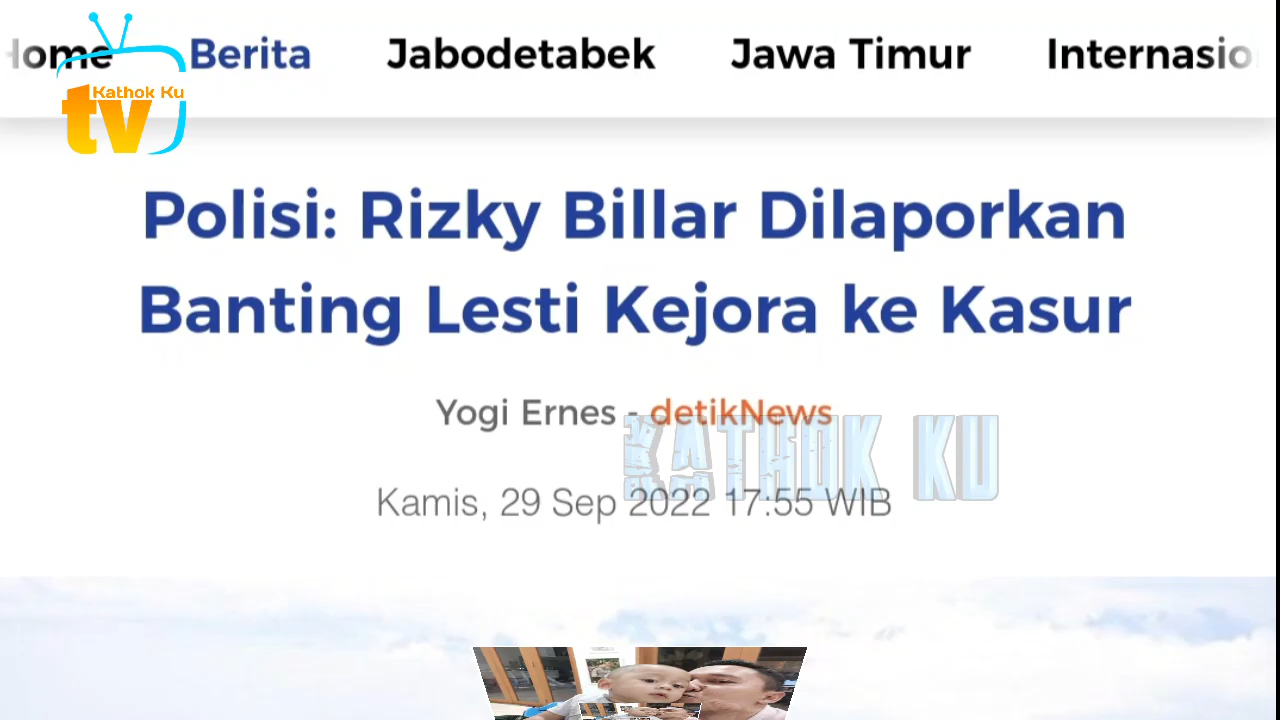 Home Berita Jabodetabek Jawa Timur Internasio
Kathok Ku
tv
Polisi: Rizky Billar Dilaporkan
Banting Lesti Kejora ke Kasur
Yogi Ernes - detikNews
KATHOK KU
Kamis, 29 Sep 2022 17:55 WIB